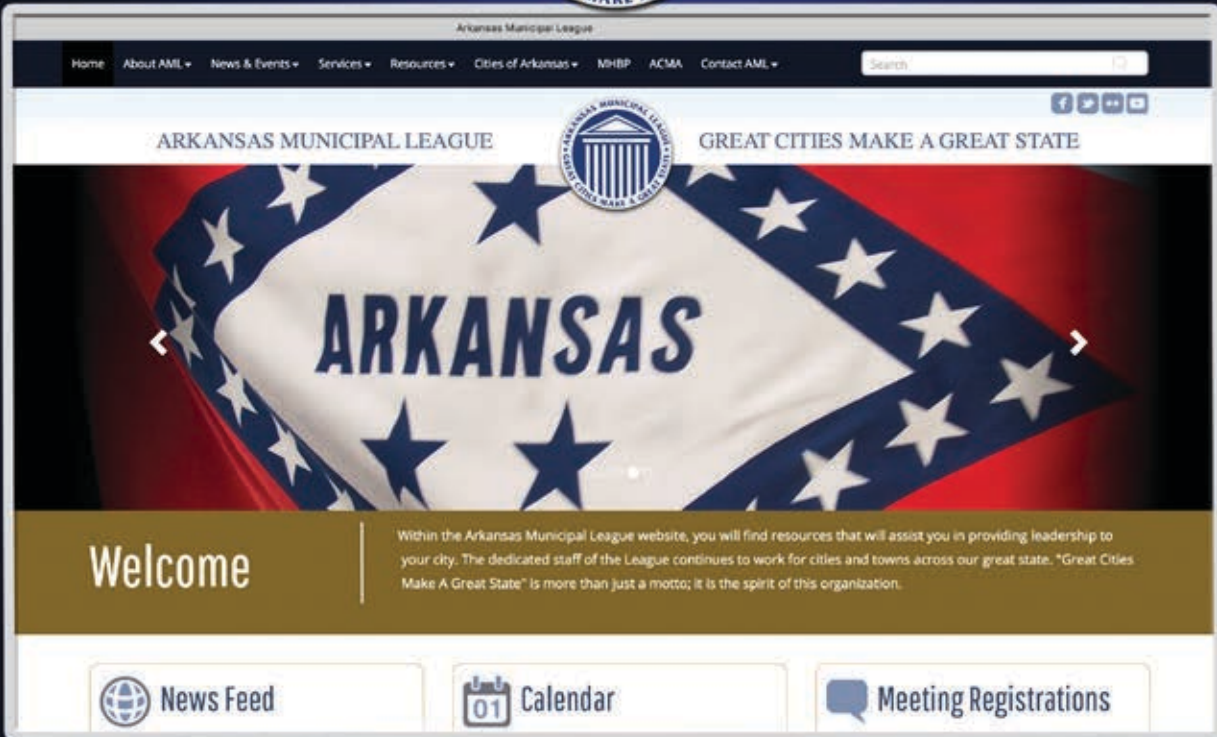 Arkansas Municipal League
Home About AML News & Events Services Resources Cities of Arkansas MHBP ACMA Contact AML Search
ARKANSAS MUNICIPAL LEAGUE
ARKANSAS MUNICIPAL LEAGUE
GREAT CITIES MAKE A GREAT STATE
GREAT CITIES MAKE A GREAT STATE
ARKANSAS
Welcome
Within the Arkansas Municipal League website, you will find resources that will assist you in providing leadership to
your city. The dedicated staff of the League continues to work for cities and towns across our great state. "Great Cities
Make A Great State" is more than just a motto; it is the spirit of this organization.
News Feed
01
Calendar
Meeting Registrations